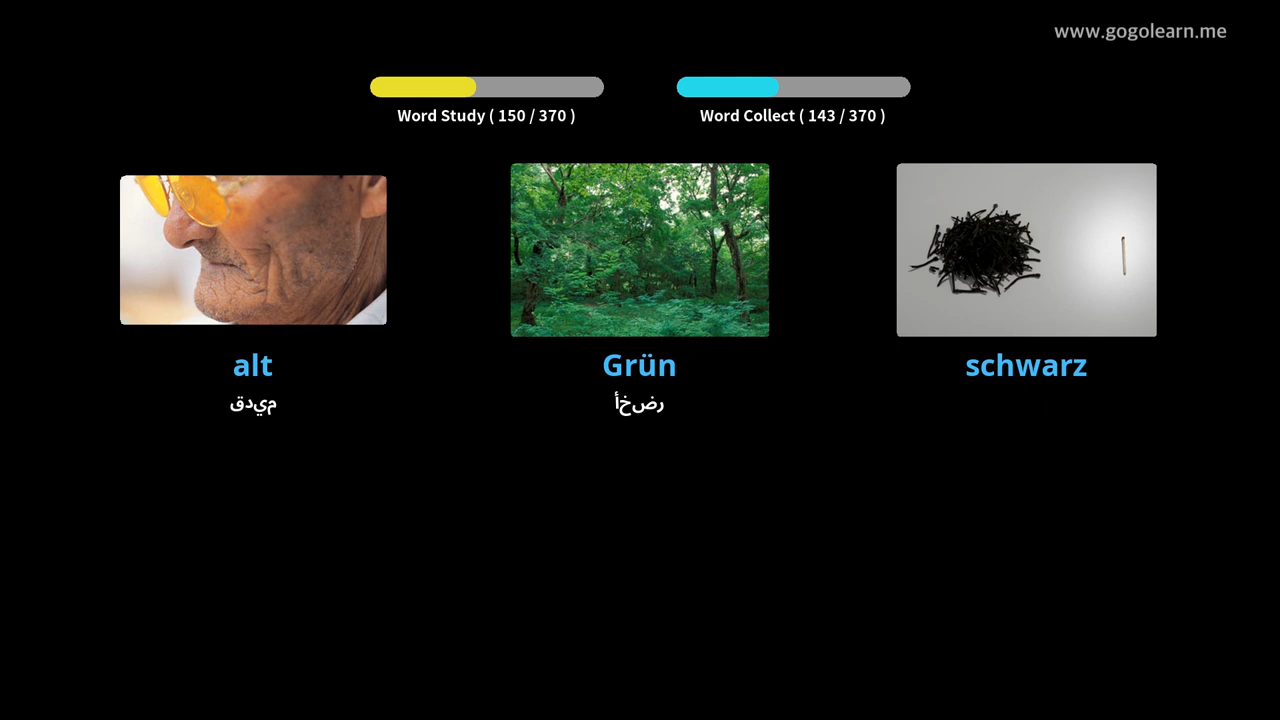 www.gogolearn.me
Word Study ( 150 / 370 )
Word Collect ( 143 / 370 )
alt
Grün
schwarz
قديم
أخضر